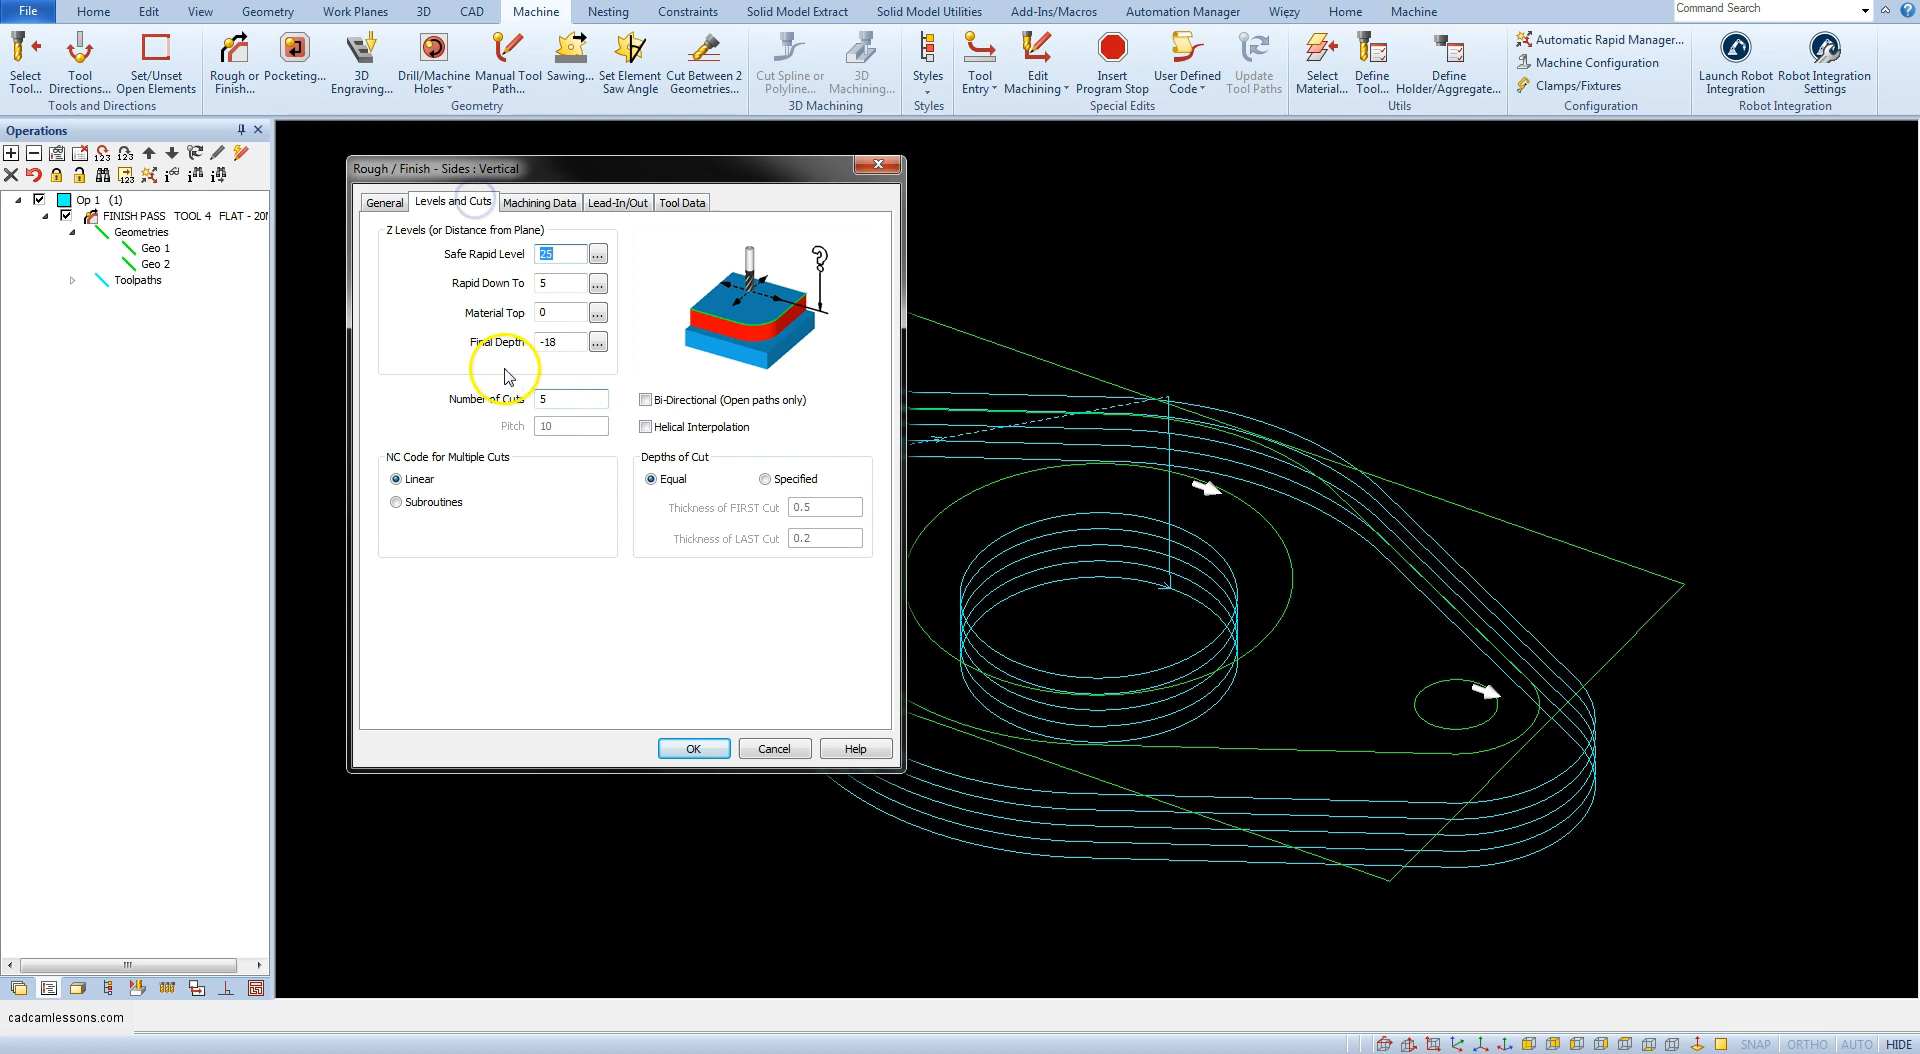 File Home Edit View Geometry Work Planes 3D CAD Machine Nesting Constraints Solid Model Extract Solid Model Utilities Add-Ins/Macros Automation Manager Więzy Home Machine Command Search
Select Tool...
Tool Directions...
Set/Unset Open Elements
Rough or Finish...
Pocketing...
3D Engraving...
Drill/Machine Holes
Manual Tool Path...
Sawing...
Set Element Saw Angle
Cut Between 2 Geometries...
Cut Spline or Polyline...
3D Machining...
Styles
Tool Entry
Edit Machining
Insert Program Stop
User Defined Code
Update Tool Paths
Select Material...
Define Tool...
Define Holder/Aggregate...
Automatic Rapid Manager...
Machine Configuration
Clamps/Fixtures
Launch Robot Integration
Robot Integration Settings
Tools and Directions Geometry 3D Machining Styles Special Edits Utils Configuration Robot Integration
Operations
Op 1 (1)
FINISH PASS TOOL 4 FLAT - 20
Geometries
Geo 1
Geo 2
Toolpaths
Rough / Finish - Sides : Vertical
General Levels and Cuts Machining Data Lead-In/Out Tool Data
Z Levels (or Distance from Plane)
Safe Rapid Level 25 ...
Rapid Down To 5 ...
Material Top 0 ...
Final Depth -18 ...
Number of Cuts 5
Pitch 10
Bi-Directional (Open paths only)
Helical Interpolation
NC Code for Multiple Cuts
Linear
Subroutines
Depths of Cut
Equal Specified
Thickness of FIRST Cut 0.5
Thickness of LAST Cut 0.2
OK Cancel Help
cadcamlessons.com
SNAP ORTHO AUTO HIDE